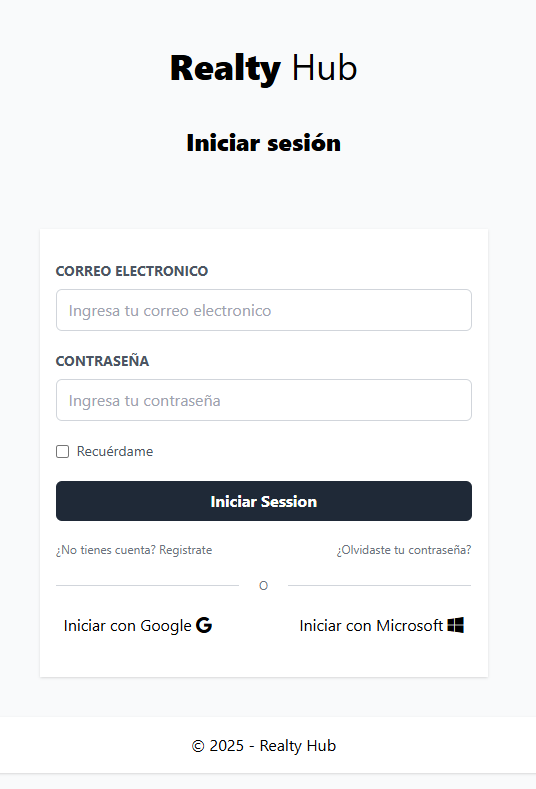 Realty Hub
Iniciar sesión
CORREO ELECTRONICO
Ingresa tu correo electronico
CONTRASEÑA
Ingresa tu contraseña
Recuérdame
Iniciar Session
¿No tienes cuenta? Registrate ¿Olvidaste tu contraseña?
O
Iniciar con Google Iniciar con Microsoft
© 2025 - Realty Hub